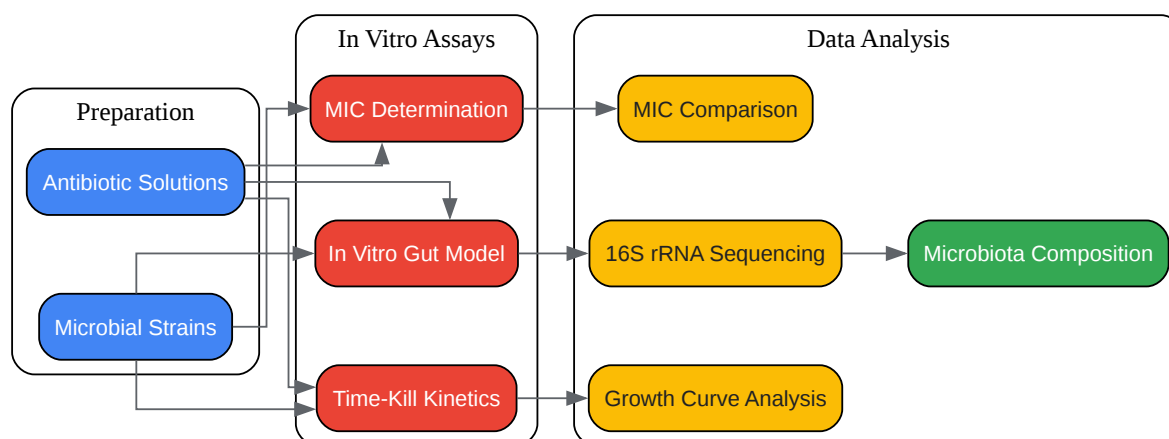 Preparation
Antibiotic Solutions
Microbial Strains
In Vitro Assays
MIC Determination
In Vitro Gut Model
Time-Kill Kinetics
Data Analysis
MIC Comparison
16S rRNA Sequencing
Microbiota Composition
Growth Curve Analysis